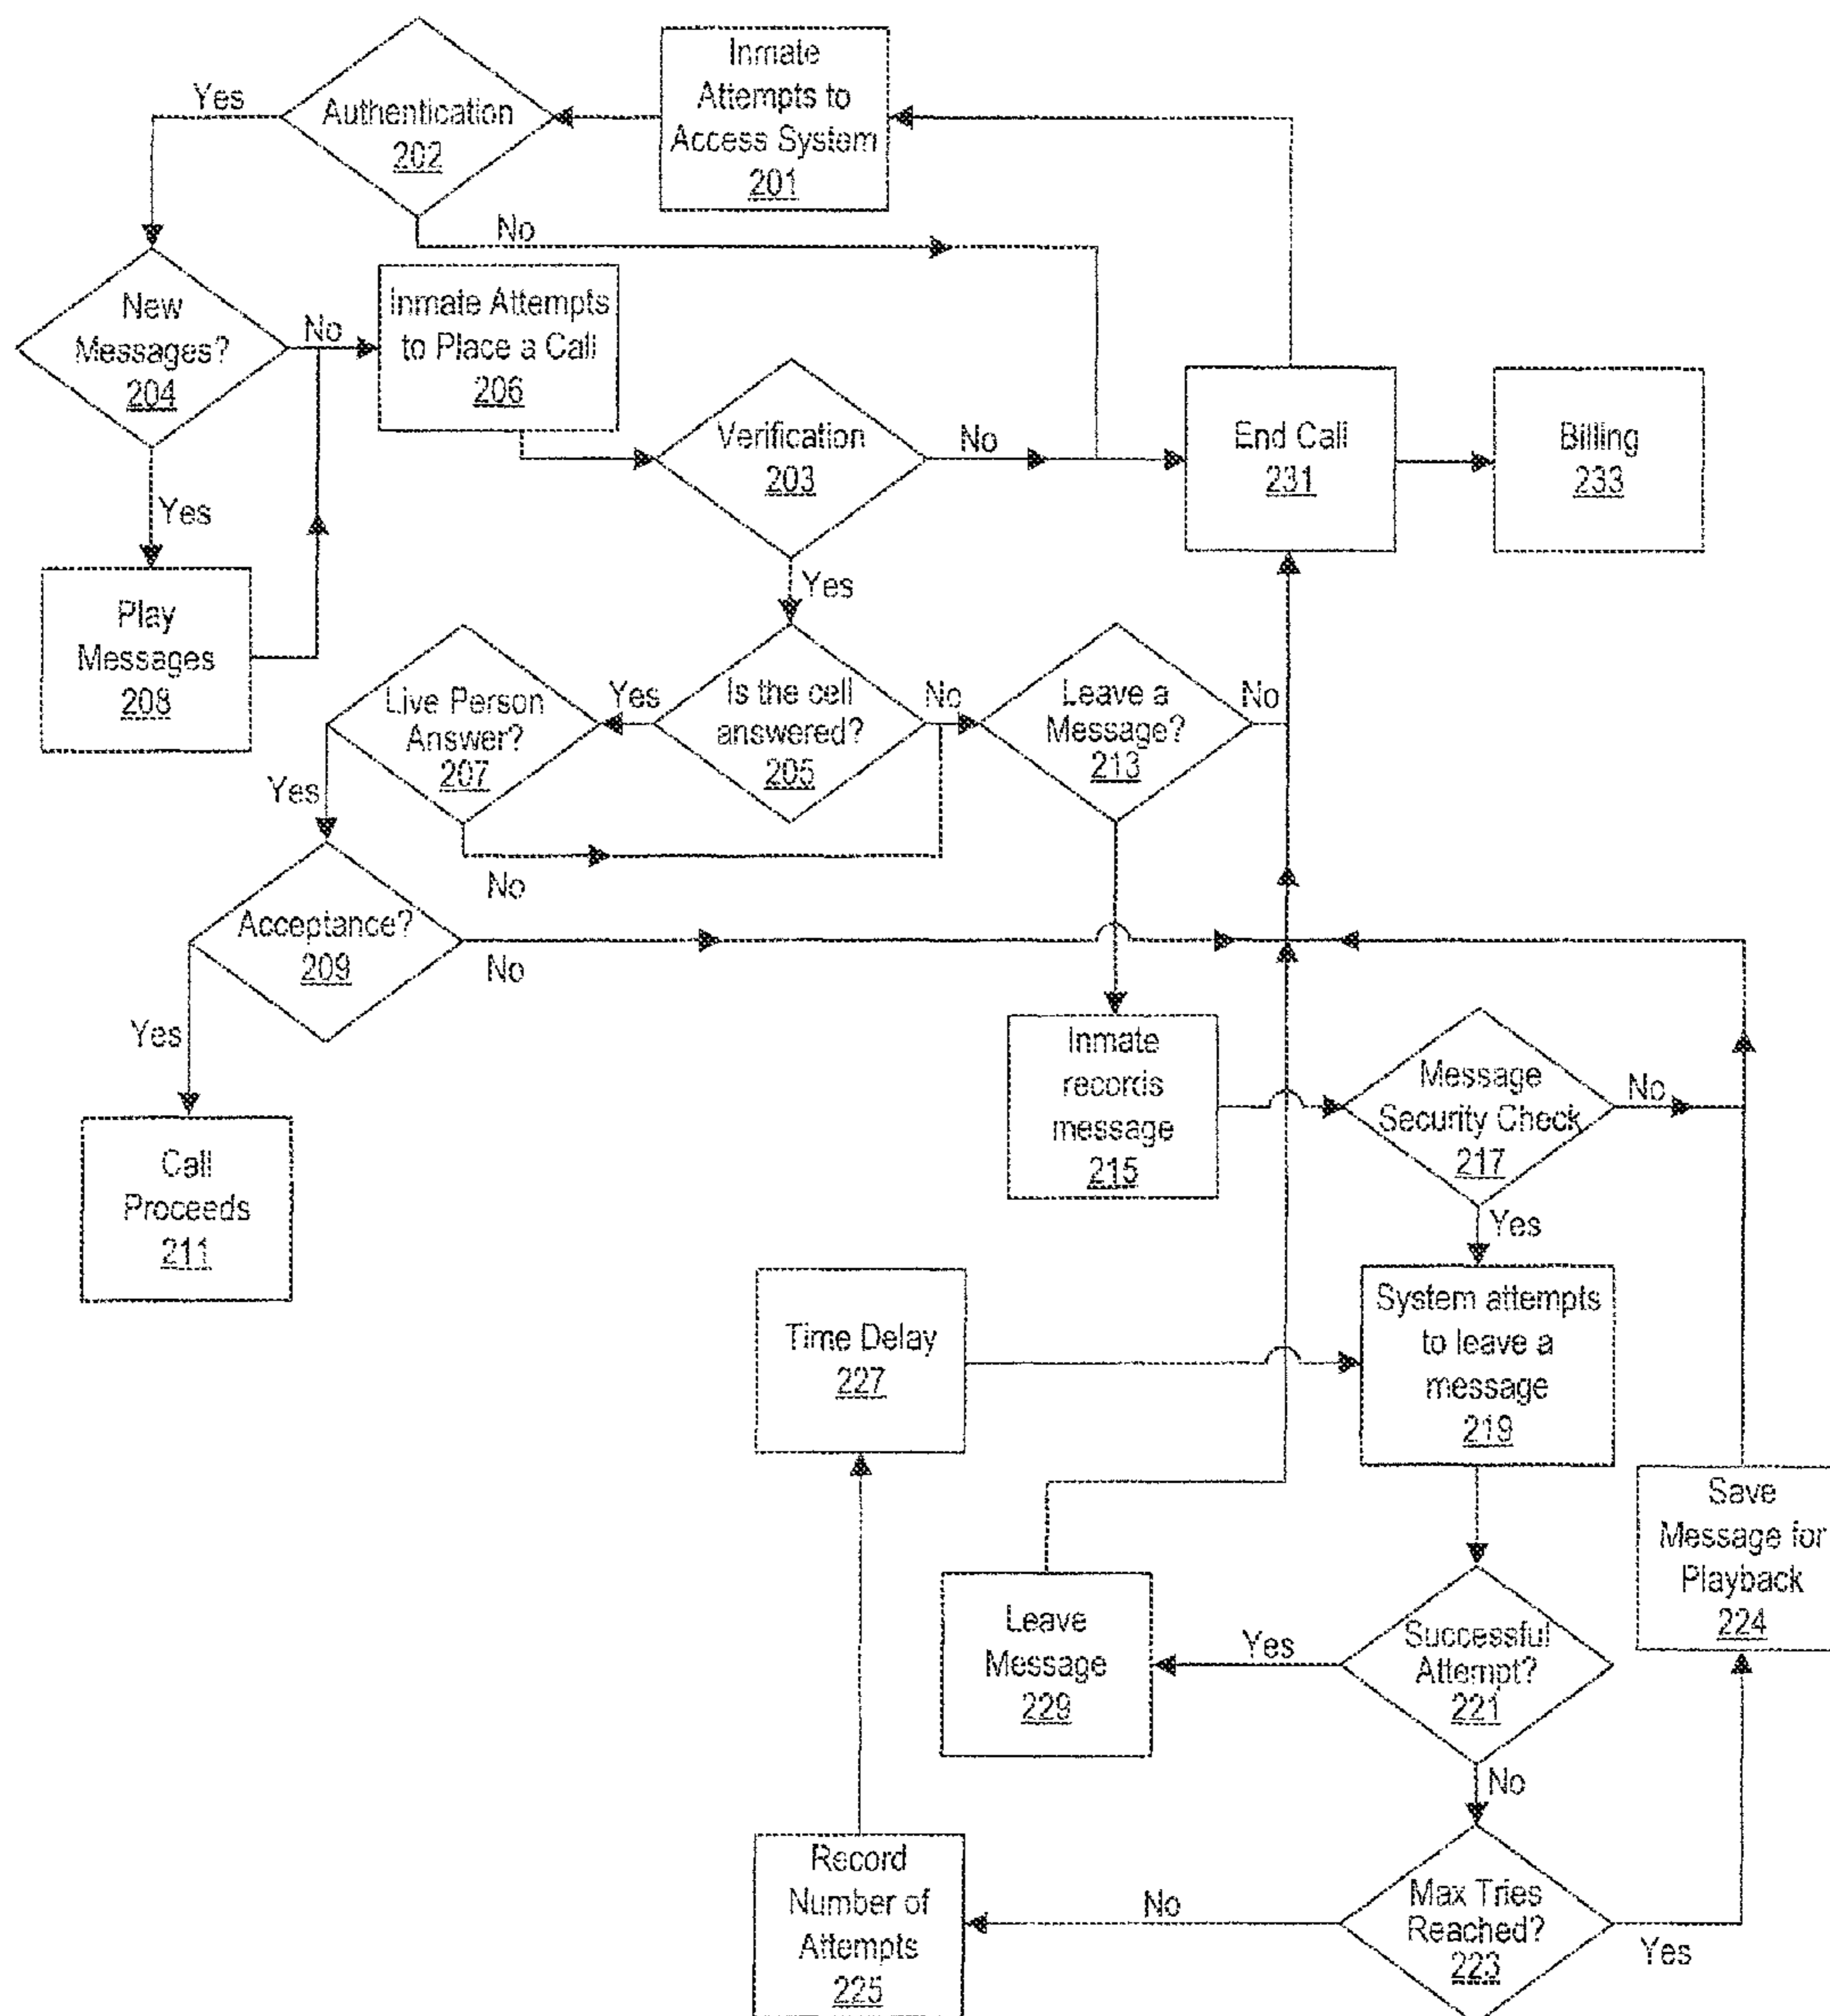 Inmate
Attempts to
Access System
201
Authentication
202
Yes
No
New
Messages?
204
No
Inmate Attempts
to Place a Call
206
Verification
203
No
End Call
231
Billing
233
Yes
Yes
Play
Messages
208
Live Person
Answer?
207
Yes
Is the cell
answered?
205
No
Leave a
Message?
213
No
Yes
No
Acceptance?
209
No
Yes
Call
Proceeds
211
Inmate
records
message
215
Message
Security Check
217
No
Yes
Time Delay
227
System attempts
to leave a
message
219
Save
Message for
Playback
224
Leave
Message
229
Yes
Successful
Attempt?
221
No
Record
Number of
Attempts
225
No
Max Tries
Reached?
223
Yes